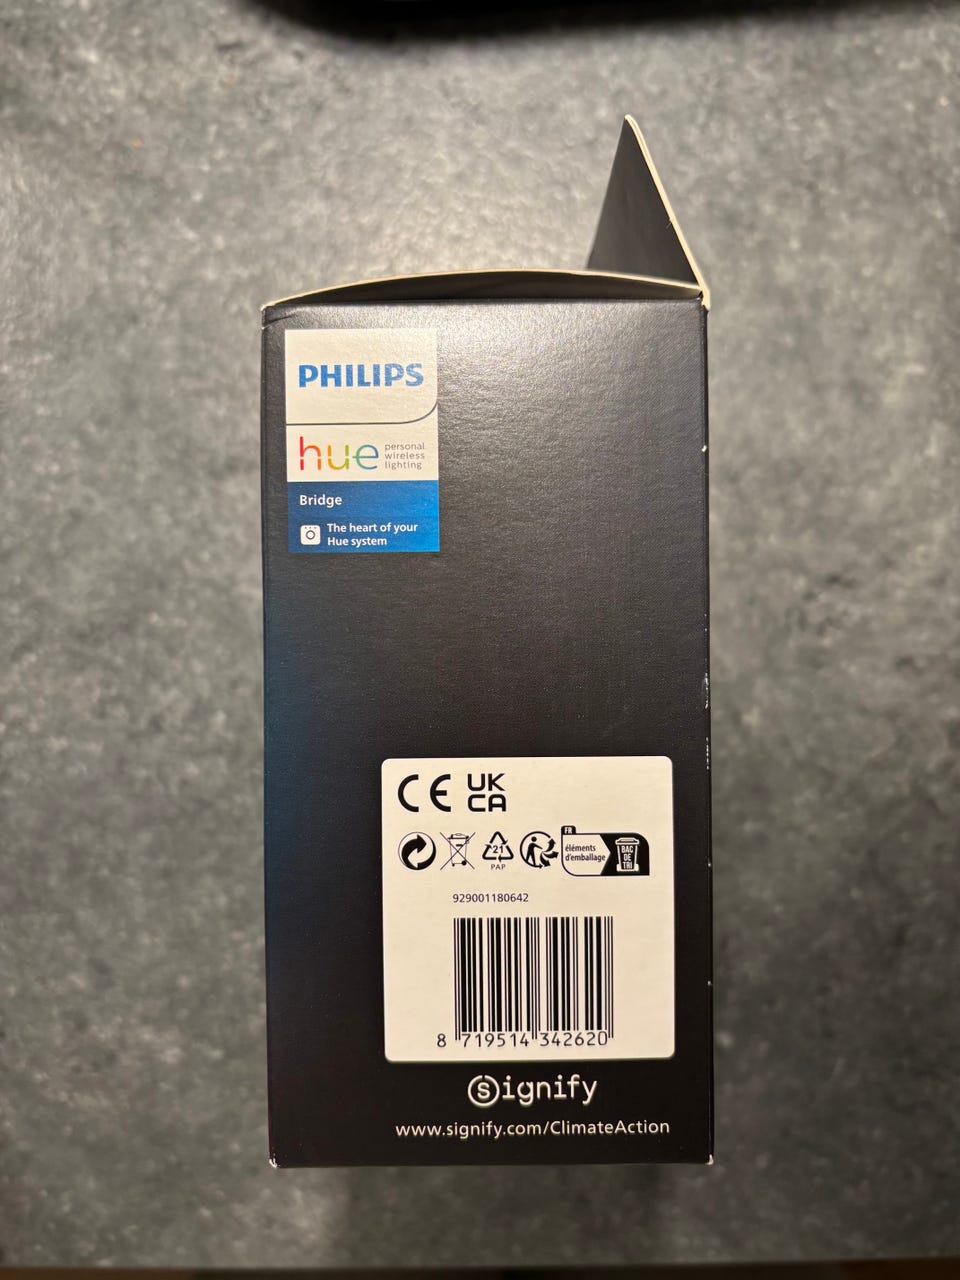 PHILIPS
hue personal
wireless
lighting
Bridge
The heart of your
Hue system
CE UK
CA
21
PAP
FR
éléments
d'emballage
BAC
DE
TRI
929001180642
8 719514 342620
Signify
www.signify.com/ClimateAction